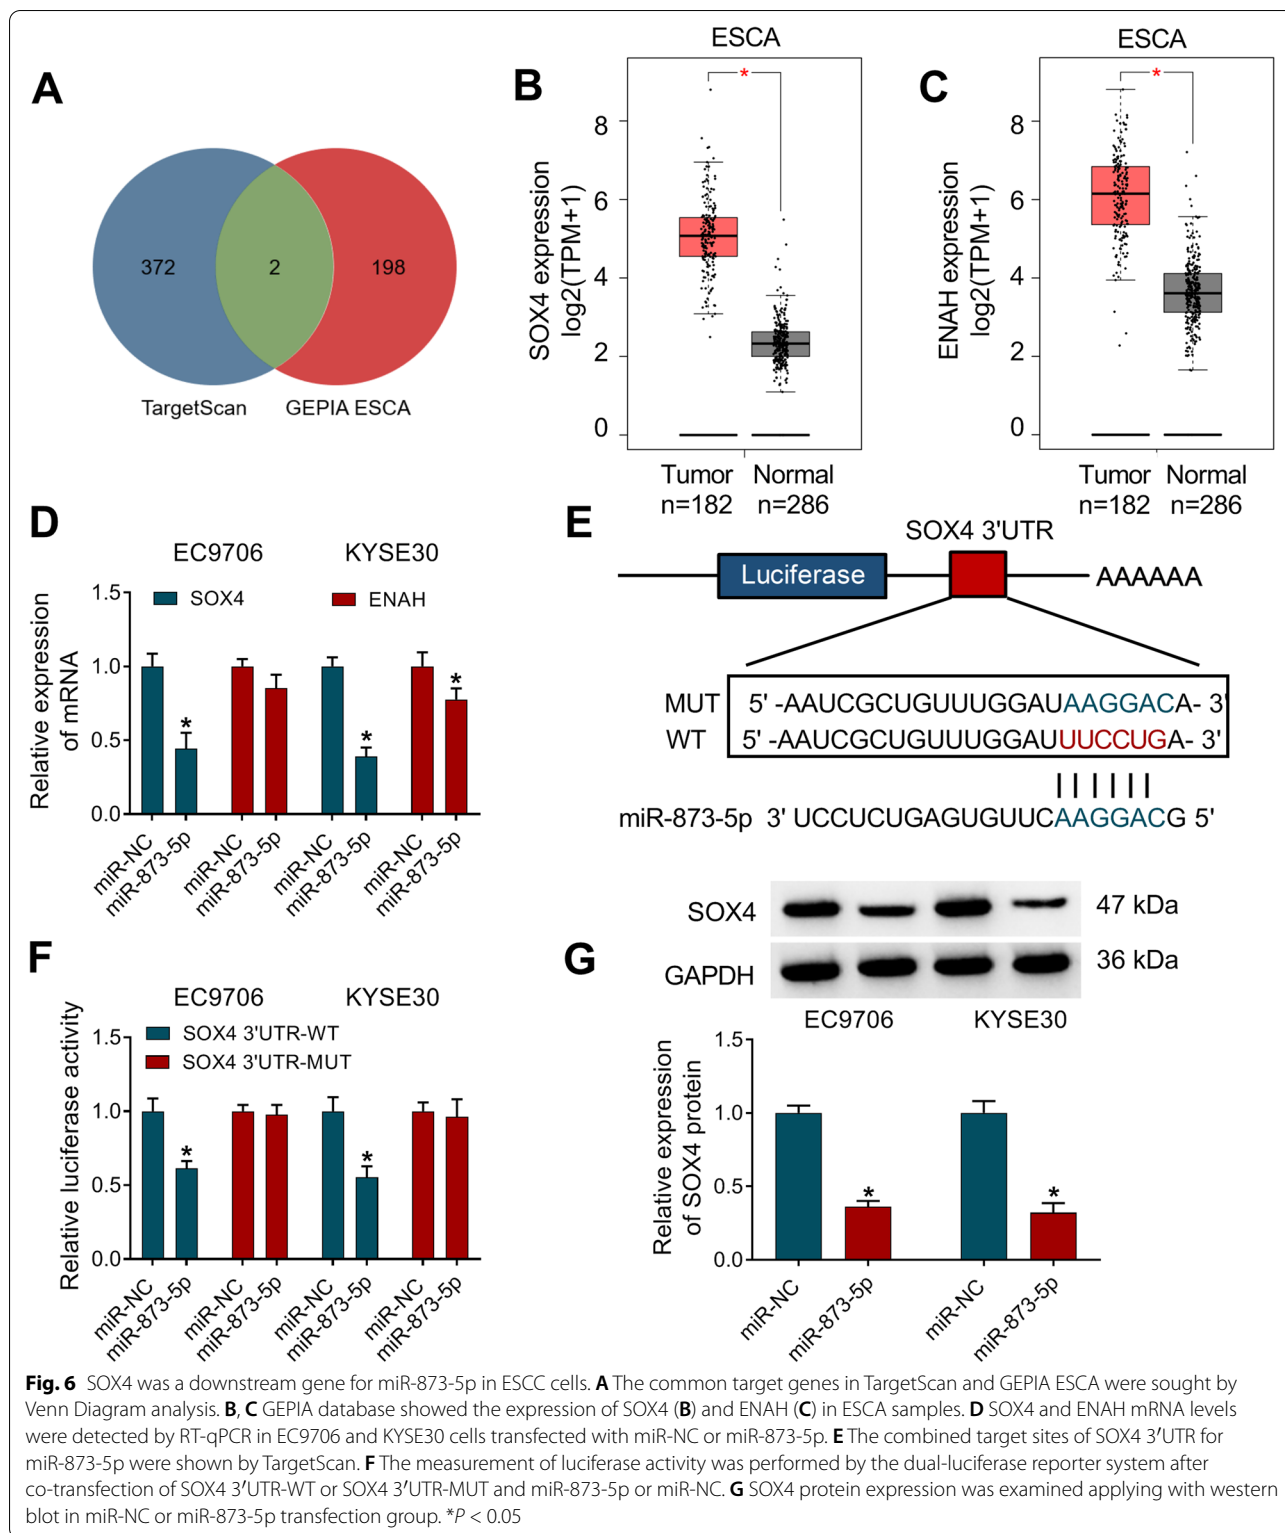 A
372
2
198
TargetScan
GEPIA ESCA
B
ESCA
*
SOX4 expression
log2(TPM+1)
8
6
4
2
0
Tumor
n=182
Normal
n=286
C
ESCA
*
ENAH expression
log2(TPM+1)
8
6
4
2
0
Tumor
n=182
Normal
n=286
D
EC9706
KYSE30
SOX4
ENAH
Relative expression
of mRNA
1.5
1.0
0.5
0.0
*
*
*
miR-NC
miR-873-5p
miR-NC
miR-873-5p
miR-NC
miR-873-5p
miR-NC
miR-873-5p
E
SOX4 3'UTR
Luciferase
AAAAAA
MUT 5' -AAUCGCUGUUUGGAUAAGGACA- 3'
WT 5' -AAUCGCUGUUUGGAUUUCCUGA- 3'
miR-873-5p 3' UCCUCUGAGUGUUCAAGGACG 5'
F
EC9706
KYSE30
SOX4 3'UTR-WT
SOX4 3'UTR-MUT
Relative luciferase activity
1.5
1.0
0.5
0.0
*
*
miR-NC
miR-873-5p
miR-NC
miR-873-5p
miR-NC
miR-873-5p
miR-NC
miR-873-5p
G
SOX4
47 kDa
GAPDH
36 kDa
EC9706
KYSE30
Relative expression
of SOX4 protein
1.5
1.0
0.5
0.0
*
*
miR-NC
miR-873-5p
miR-NC
miR-873-5p
Fig. 6 SOX4 was a downstream gene for miR-873-5p in ESCC cells. A The common target genes in TargetScan and GEPIA ESCA were sought by
Venn Diagram analysis. B, C GEPIA database showed the expression of SOX4 (B) and ENAH (C) in ESCA samples. D SOX4 and ENAH mRNA levels
were detected by RT-qPCR in EC9706 and KYSE30 cells transfected with miR-NC or miR-873-5p. E The combined target sites of SOX4 3′UTR for
miR-873-5p were shown by TargetScan. F The measurement of luciferase activity was performed by the dual-luciferase reporter system after
co-transfection of SOX4 3′UTR-WT or SOX4 3′UTR-MUT and miR-873-5p or miR-NC. G SOX4 protein expression was examined applying with western
blot in miR-NC or miR-873-5p transfection group. *P < 0.05